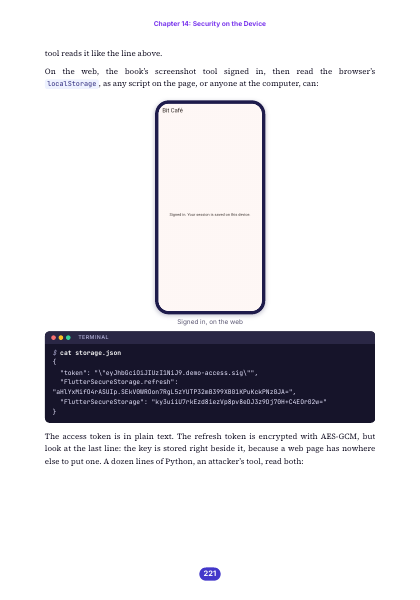 Chapter 14: Security on the Device
tool reads it like the line above.
On the web, the book's screenshot tool signed in, then read the browser's
localStorage, as any script on the page, or anyone at the computer, can:
Bit Café
Signed in. Your session is saved on this device.
Signed in, on the web
TERMINAL
$ cat storage.json
{
"token": "\"eyJhbGciOiJIUzI1NiJ9.demo-access.sig\"",
"FlutterSecureStorage.refresh":
"FlutterSecureStorage":
}
The access token is in plain text. The refresh token is encrypted with AES-GCM, but
look at the last line: the key is stored right beside it, because a web page has nowhere
else to put one. A dozen lines of Python, an attacker's tool, read both:
221